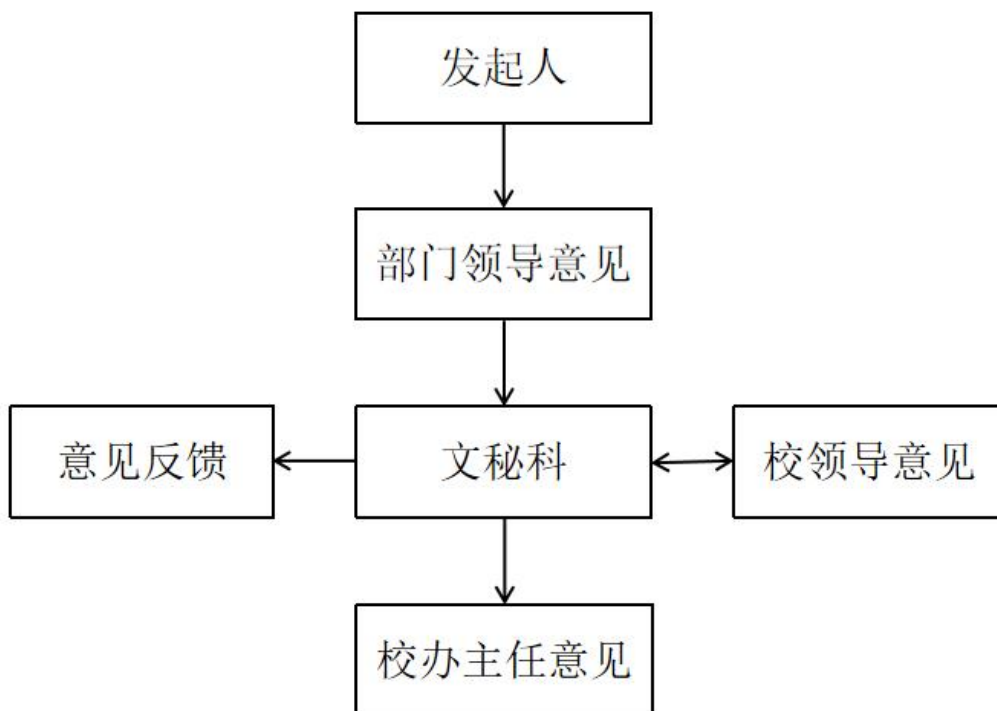 发起人
部门领导意见
意见反馈
文秘科
校领导意见
校办主任意见